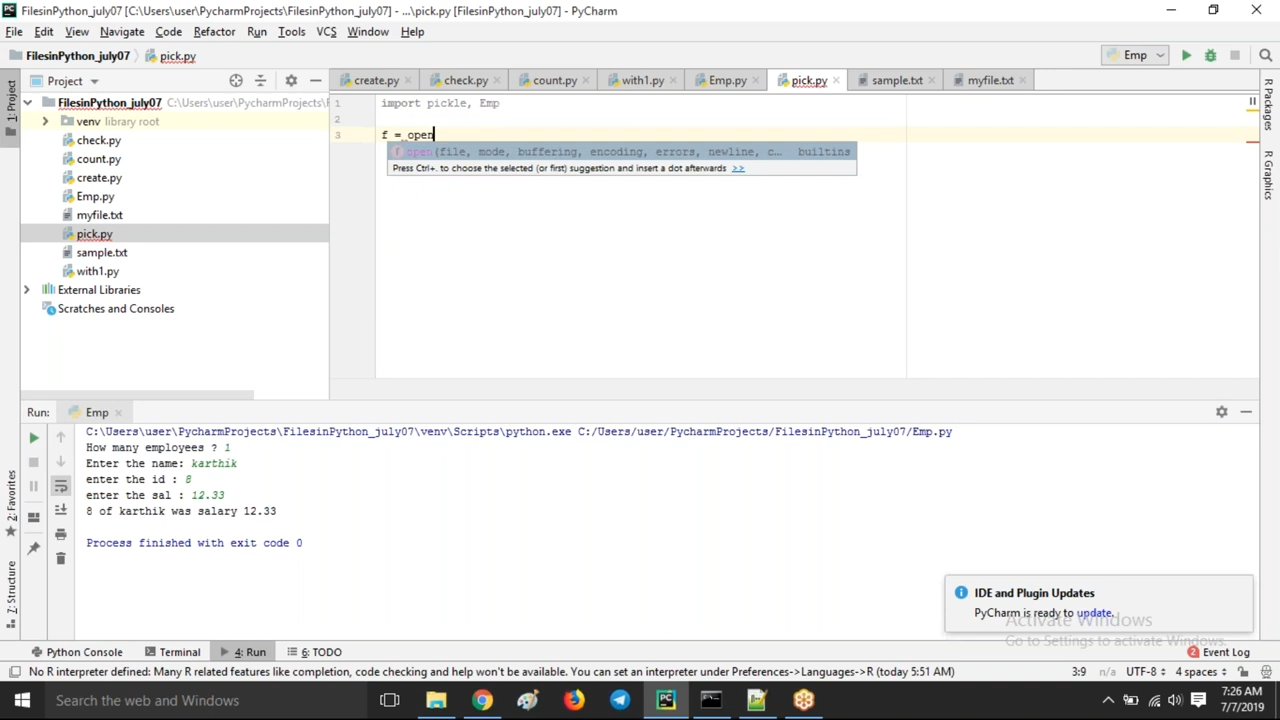 FilesinPython_july07 [C:\Users\user\PycharmProjects\FilesinPython_july07] - ...\pick.py [FilesinPython_july07] - PyCharm
File Edit View Navigate Code Refactor Run Tools VCS Window Help
FilesinPython_july07 pick.py Emp
Project create.py check.py count.py with1.py Emp.py pick.py sample.txt myfile.txt
1: Project
R Packages
R Graphics
FilesinPython_july07 C:\Users\user\PycharmProjects\
venv library root
check.py
count.py
create.py
Emp.py
myfile.txt
pick.py
sample.txt
with1.py
External Libraries
Scratches and Consoles
1 import pickle, Emp
2
3 f = open
open(file, mode, buffering, encoding, errors, newline, c... builtins
Press Ctrl+. to choose the selected (or first) suggestion and insert a dot afterwards >>
Run: Emp
C:\Users\user\PycharmProjects\FilesinPython_july07\venv\Scripts\python.exe C:/Users/user/PycharmProjects/FilesinPython_july07/Emp.py
How many employees ? 1
Enter the name: karthik
enter the id : 8
enter the sal : 12.33
8 of karthik was salary 12.33
Process finished with exit code 0
2: Favorites
7: Structure
IDE and Plugin Updates
PyCharm is ready to update.
Activate Windows
Go to Settings to activate Windows.
Python Console Terminal 4: Run 6: TODO 2 Event Log
No R interpreter defined: Many R related features like completion, code checking and help won't be available. You can set an interpreter under Preferences->Languages->R (today 5:51 AM) 3:9 n/a UTF-8 4 spaces
Search the web and Windows
7:26 AM
7/7/2019